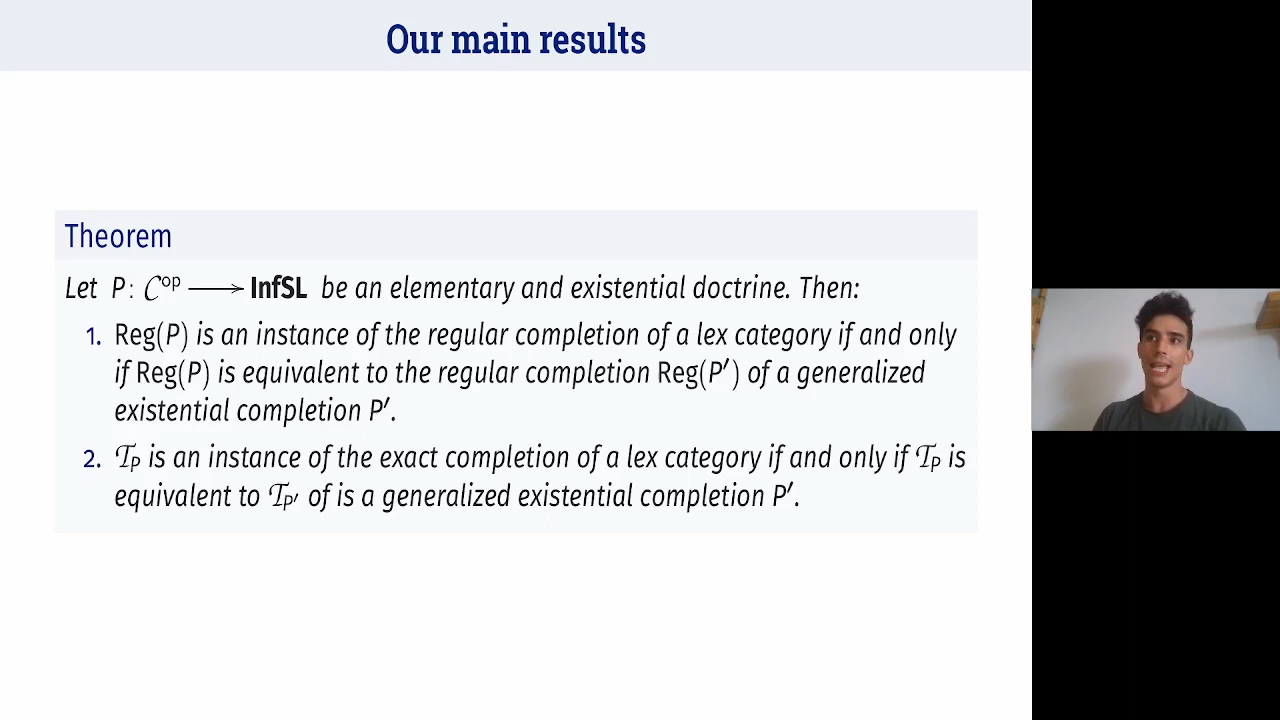 Our main results
Theorem
Let P: 𝒞ᵒᵖ ⟶ InfSL be an elementary and existential doctrine. Then:
1. Reg(P) is an instance of the regular completion of a lex category if and only
if Reg(P) is equivalent to the regular completion Reg(P′) of a generalized
existential completion P′.
2. 𝒯_P is an instance of the exact completion of a lex category if and only if 𝒯_P is
equivalent to 𝒯_P′ of is a generalized existential completion P′.